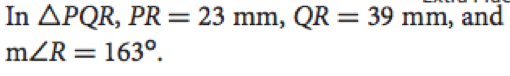 In △PQR, PR = 23 mm, QR = 39 mm, and
m∠R = 163°.